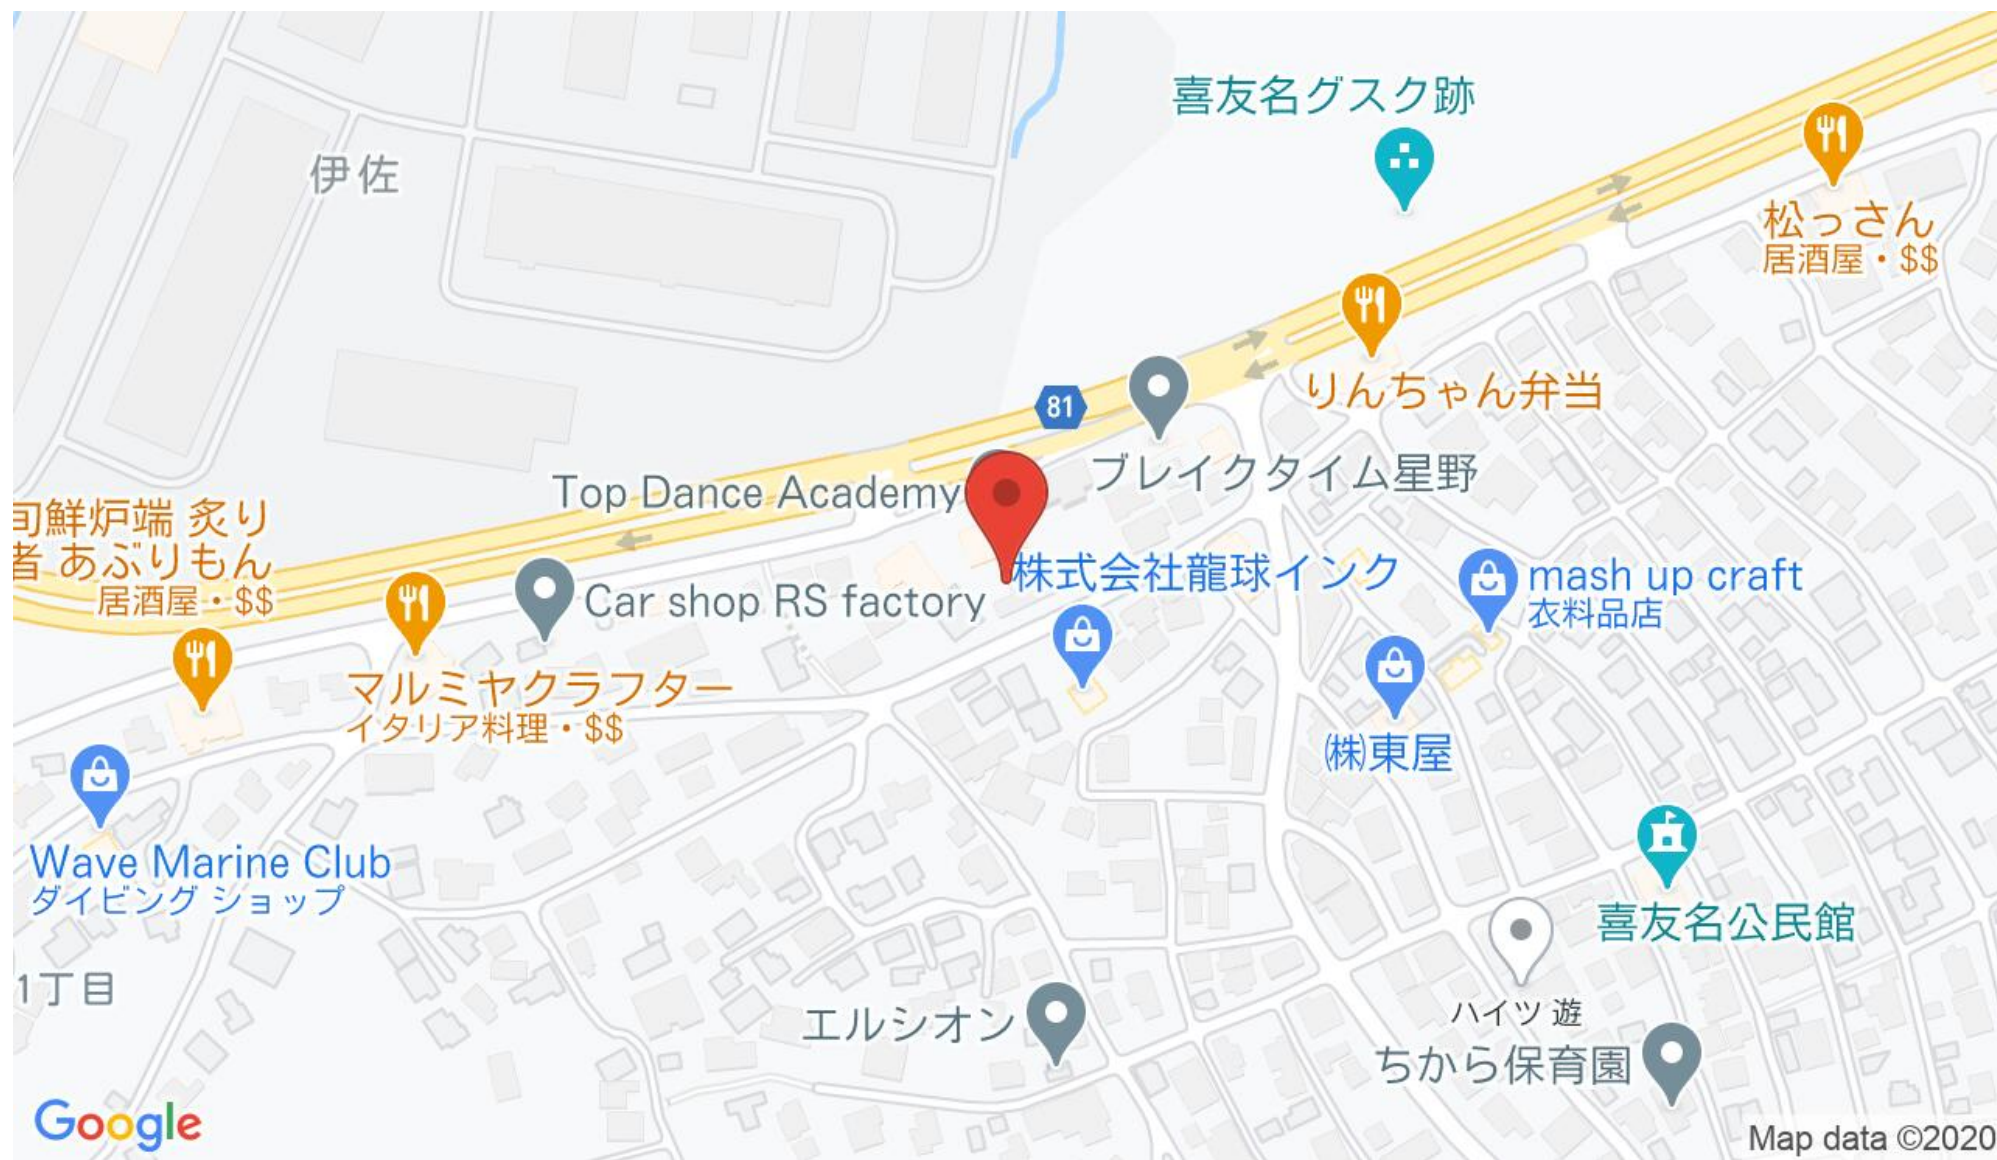 喜友名グスク跡
伊佐
松っさん
居酒屋・$$
りんちゃん弁当
81
ブレイクタイム星野
Top Dance Academy
旬鮮炉端 炙り
者 あぶりもん
居酒屋・$$
株式会社龍球インク
mash up craft
衣料品店
Car shop RS factory
マルミヤクラフター
イタリア料理・$$
㈱東屋
Wave Marine Club
ダイビング ショップ
喜友名公民館
1丁目
ハイツ 遊
エルシオン
ちから保育園
Google
Map data ©2020